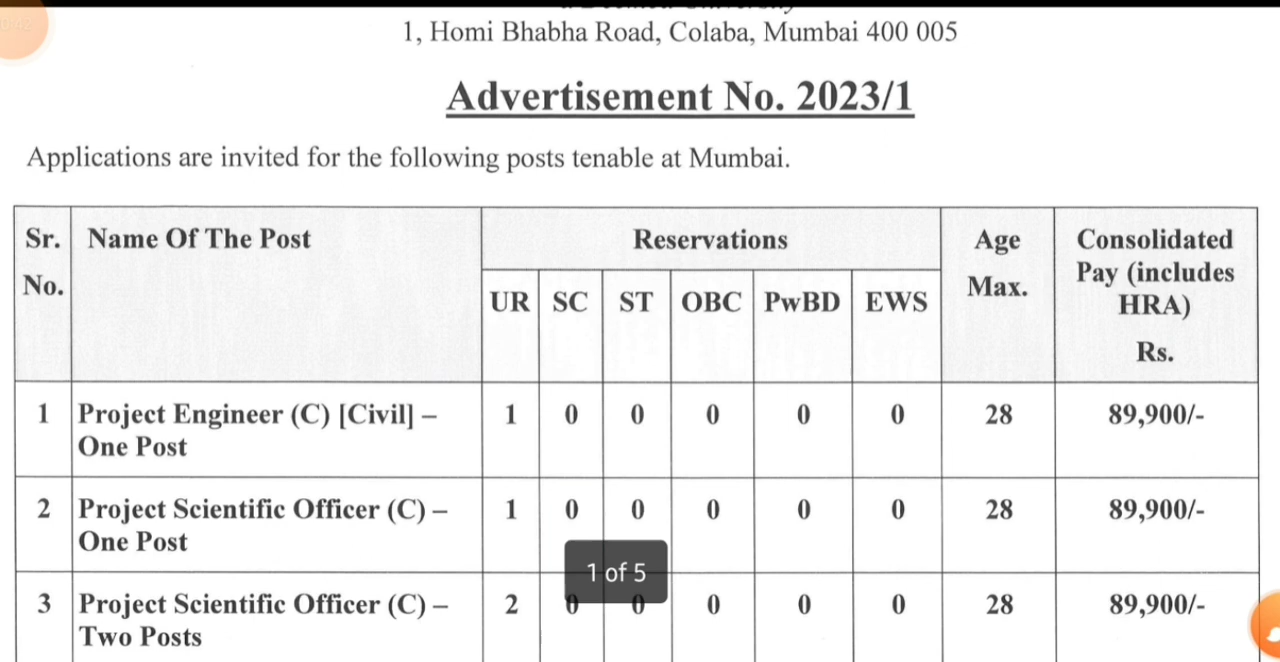 1, Homi Bhabha Road, Colaba, Mumbai 400 005
Advertisement No. 2023/1
Applications are invited for the following posts tenable at Mumbai.
Sr. No. Name Of The Post Reservations Age Max. Consolidated Pay (includes HRA) Rs.
UR SC ST OBC PwBD EWS
1 Project Engineer (C) [Civil] – 1 0 0 0 0 0 28 89,900/-
One Post
2 Project Scientific Officer (C) – 1 0 0 0 0 0 28 89,900/-
One Post
1 of 5
3 Project Scientific Officer (C) – 2 0 0 0 0 0 28 89,900/-
Two Posts